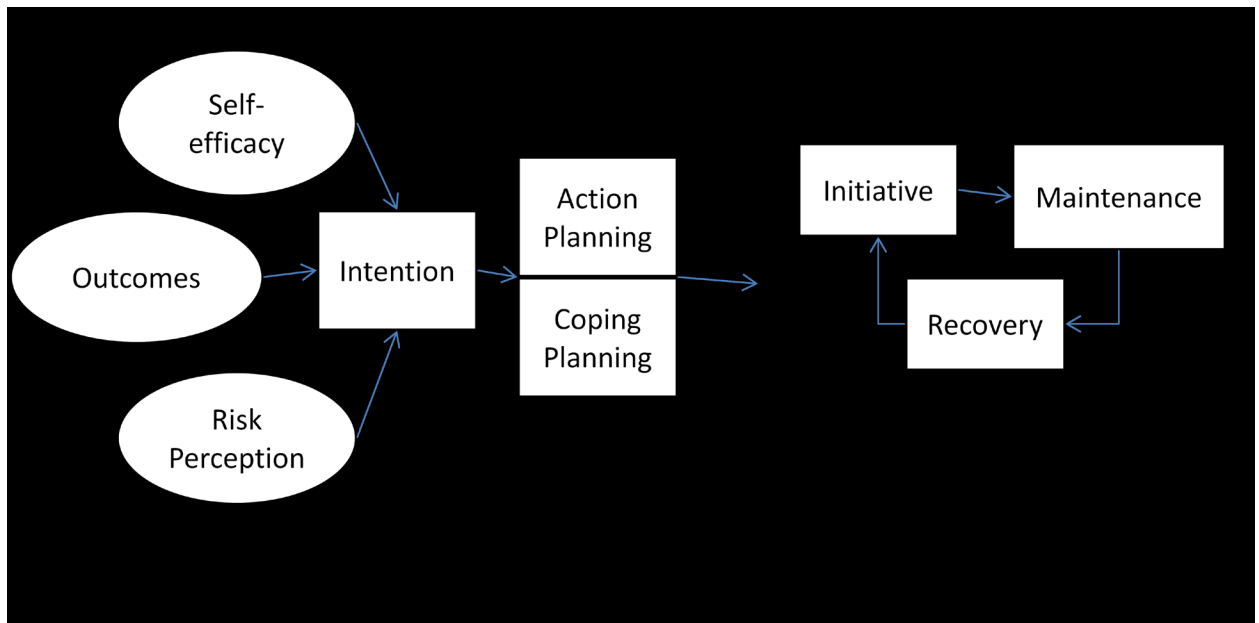 Self-
efficacy
Outcomes
Risk
Perception
Intention
Action
Planning
Coping
Planning
Initiative
Maintenance
Recovery